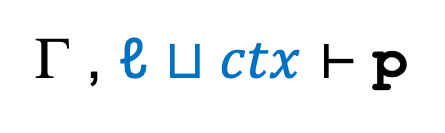 Γ , ℓ ⊔ ctx ⊢ p